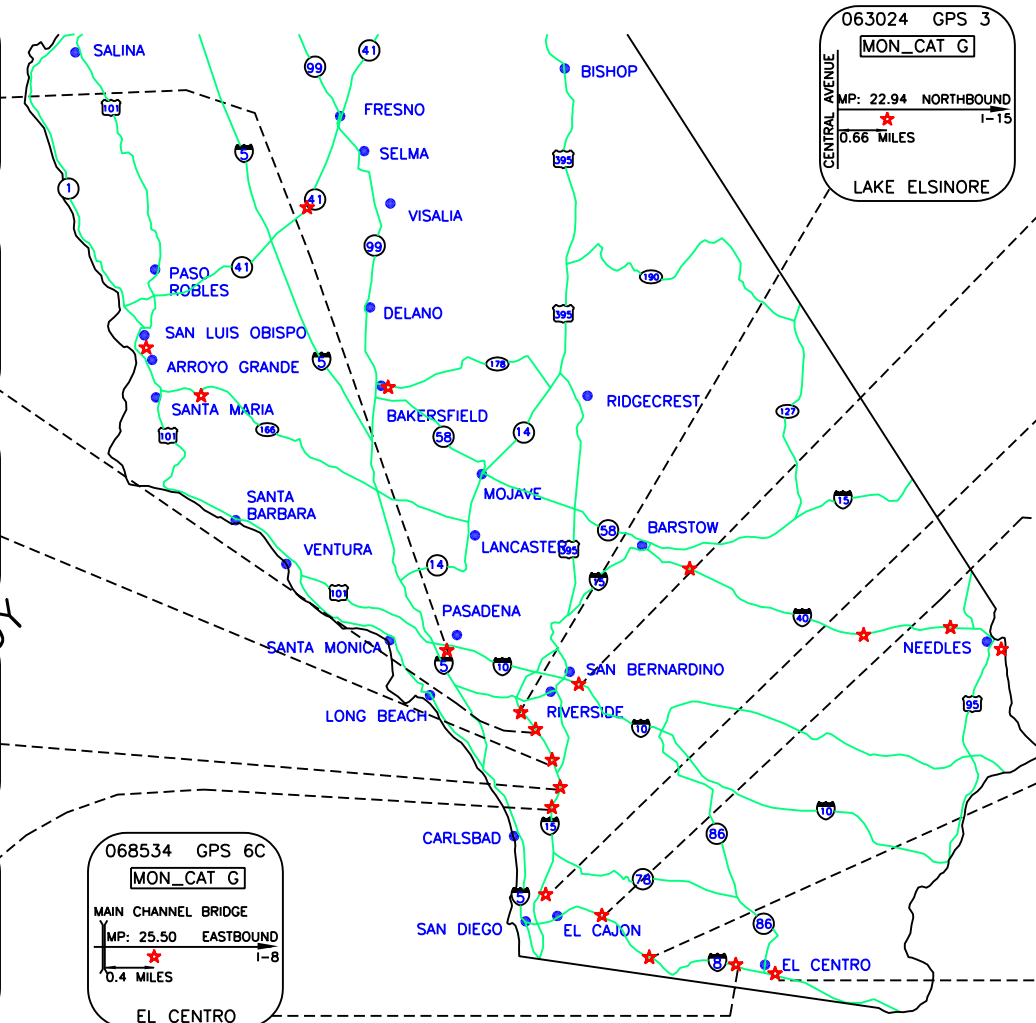 063024 GPS 3
MON_CAT G
CENTRAL AVENUE
MP: 22.94 NORTHBOUND
I-15
0.66 MILES
LAKE ELSINORE
SALINA
99
41
BISHOP
101
FRESNO
5
SELMA
395
1
41
VISALIA
99
41
PASO
ROBLES
190
DELANO
395
SAN LUIS OBISPO
5
ARROYO GRANDE
178
SANTA MARIA
RIDGECREST
127
BAKERSFIELD
101
166
58
14
MOJAVE
SANTA
BARBARA
15
58
BARSTOW
VENTURA
LANCASTER
395
14
15
101
PASADENA
40
SANTA MONICA
5
10
SAN BERNARDINO
NEEDLES
LONG BEACH
RIVERSIDE
95
10
10
15
CARLSBAD
86
78
5
SAN DIEGO
EL CAJON
86
8
EL CENTRO
068534 GPS 6C
MON_CAT G
MAIN CHANNEL BRIDGE
MP: 25.50 EASTBOUND
I-8
0.4 MILES
EL CENTRO